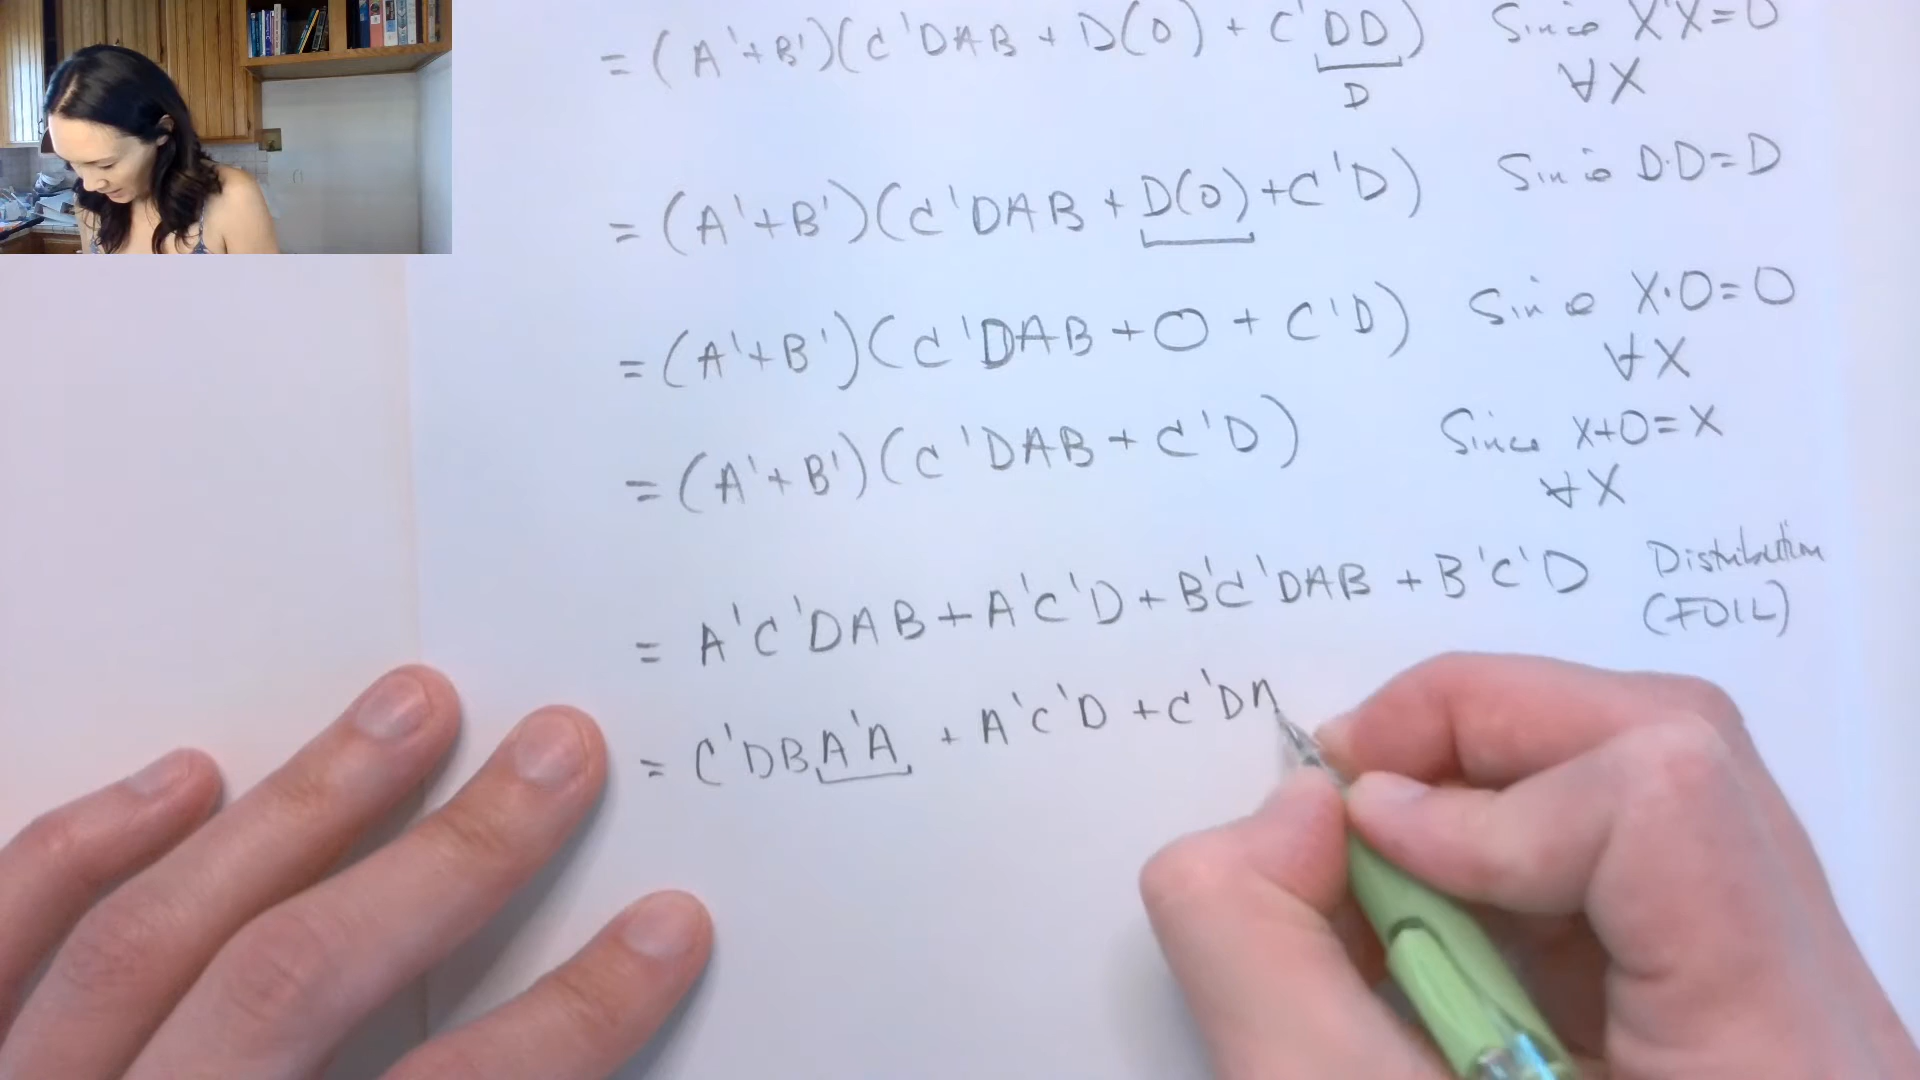 = (A'+B')(C'DAB + D(0) + C'DD) Since X'X=0
D ∀X
= (A'+B')(C'DAB + D(0) + C'D) Since D·D=D
= (A'+B')(C'DAB + 0 + C'D) Since X·0=0
∀X
= (A'+B')(C'DAB + C'D) Since X+0=X
∀X
= A'C'DAB + A'C'D + B'C'DAB + B'C'D Distribution
(FOIL)
= C'DBA'A + A'C'D + C'DA